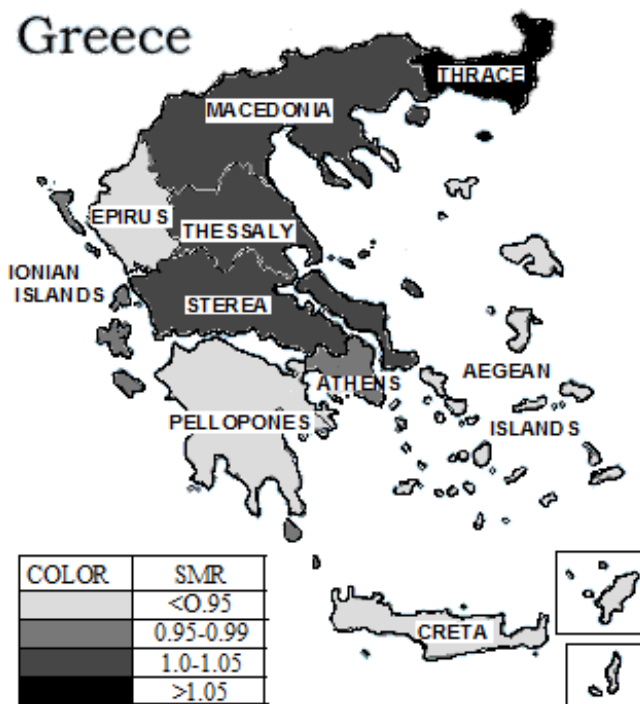 Greece
THRACE
MACEDONIA
EPIRUS
THESSALY
IONIAN
ISLANDS
STEREA
ATHENS
AEGEAN
ISLANDS
PELLOPONES
CRETA
COLOR SMR
<O.95
0.95-0.99
1.0-1.05
>1.05